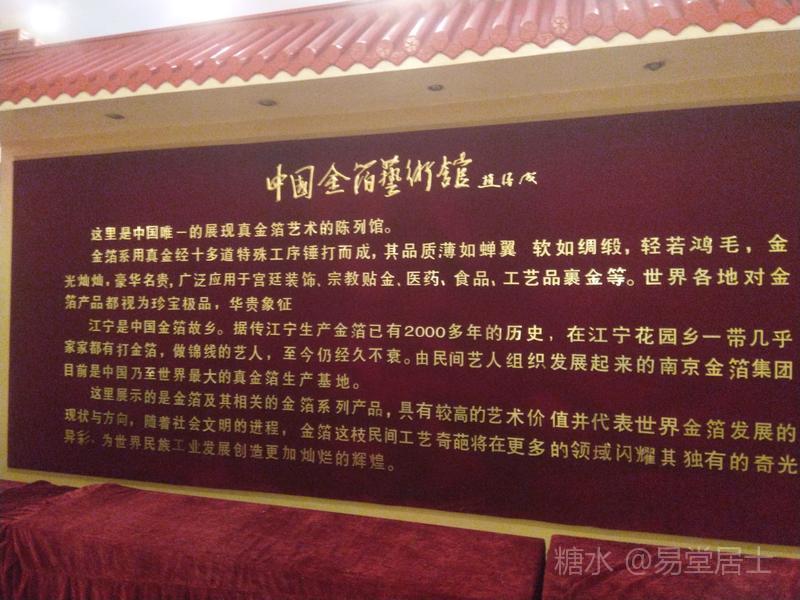 中国金箔藝術館 趙绪成
这里是中国唯一的展现真金箔艺术的陈列馆。
金箔系用真金经十多道特殊工序锤打而成，其品质薄如蝉翼 软如绸缎，轻若鸿毛，金
光灿灿，豪华名贵，广泛应用于宫廷装饰、宗教贴金、医药、食品、工艺品裹金等。世界各地对金
箔产品都视为珍宝极品，华贵象征
江宁是中国金箔故乡。据传江宁生产金箔已有2000多年的历史，在江宁花园乡一带几乎
家家都有打金箔，做锦线的艺人，至今仍经久不衰。由民间艺人组织发展起来的南京金箔集团
目前是中国乃至世界最大的真金箔生产基地。
这里展示的是金箔及其相关的金箔系列产品，具有较高的艺术价值并代表世界金箔发展的
现状与方向，随着社会文明的进程，金箔这枝民间工艺奇葩将在更多的领域闪耀其独有的奇光
异彩，为世界民族工业发展创造更加灿烂的辉煌。
糖水 @易堂居士